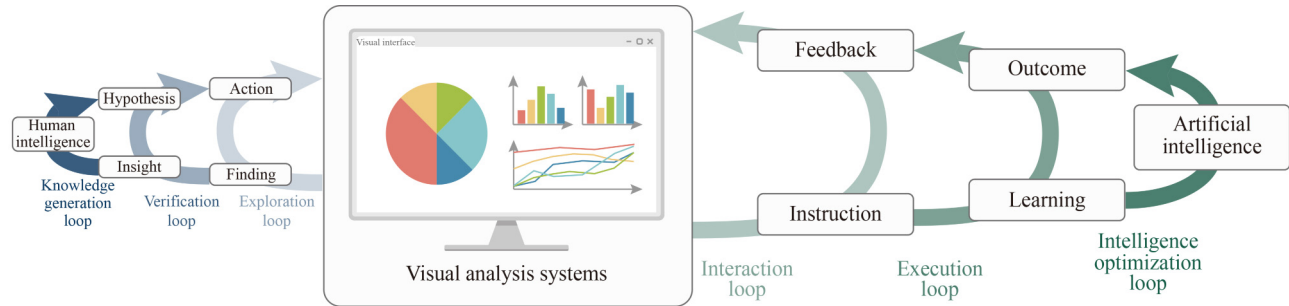 Visual interface
Hypothesis
Action
Human
intelligence
Insight
Finding
Knowledge
generation
loop
Verification
loop
Exploration
loop
Visual analysis systems
Feedback
Outcome
Artificial
intelligence
Instruction
Learning
Interaction
loop
Execution
loop
Intelligence
optimization
loop